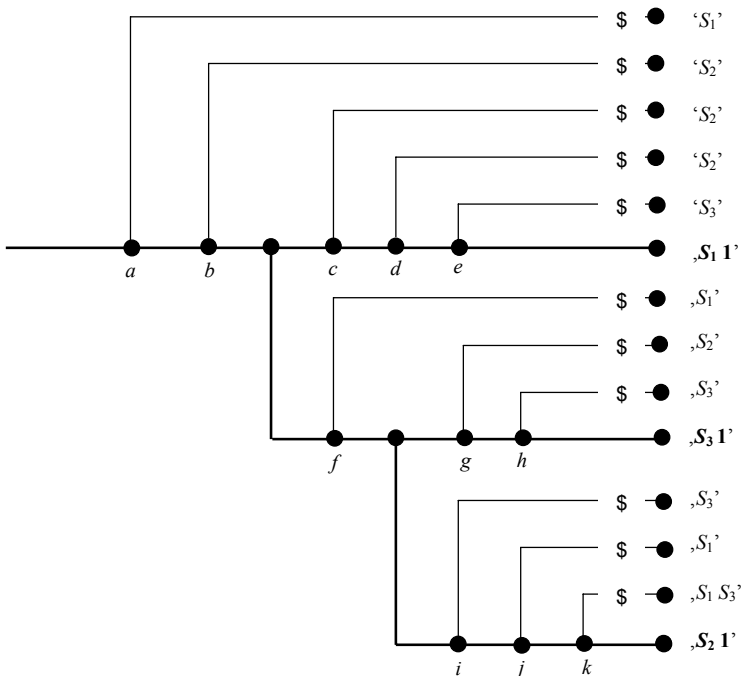 $ ‘S₁’
$ ‘S₂’
$ ‘S₂’
$ ‘S₂’
$ ‘S₃’
‚S₁ 1’
a b c d e
$ ‚S₁’
$ ‚S₂’
$ ‚S₃’
‚S₃ 1’
f g h
$ ‚S₃’
$ ‚S₁’
$ ‚S₁ S₃’
‚S₂ 1’
i j k